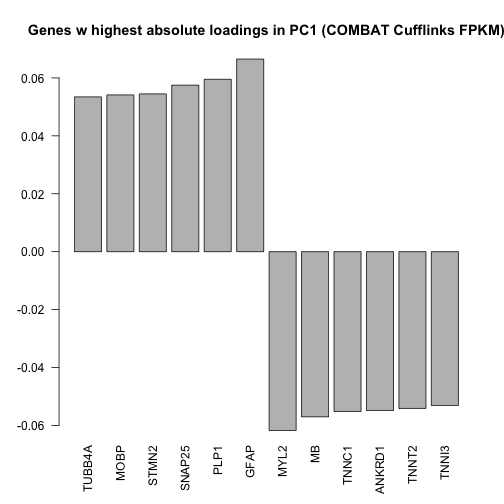 Genes w highest absolute loadings in PC1 (COMBAT Cufflinks FPKM)
0.06
0.04
0.02
0.00
-0.02
-0.04
-0.06
TUBB4A
MOBP
STMN2
SNAP25
PLP1
GFAP
MYL2
MB
TNNC1
ANKRD1
TNNT2
TNNI3